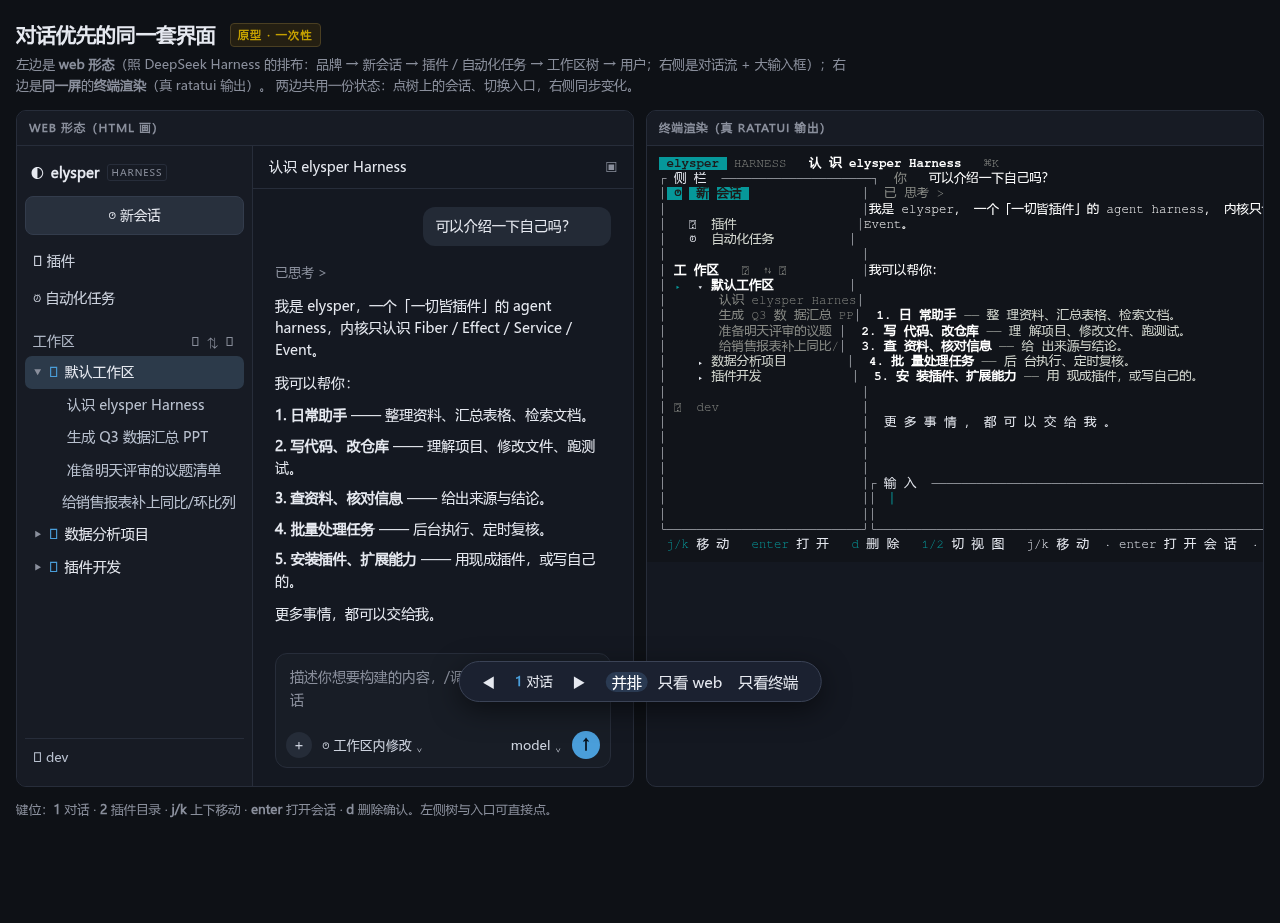 对话优先的同一套界面 原型 · 一次性
左边是 web 形态（照 DeepSeek Harness 的排布：品牌 → 新会话 → 插件 / 自动化任务 → 工作区树 → 用户；右侧是对话流 + 大输入框）；右
边是同一屏的终端渲染（真 ratatui 输出）。 两边共用一份状态：点树上的会话、切换入口，右侧同步变化。
WEB 形态（HTML 画）
elysper HARNESS
新会话
插件
自动化任务
工作区 ⇅
▾ 默认工作区
认识 elysper Harness
生成 Q3 数据汇总 PPT
准备明天评审的议题清单
给销售报表补上同比/环比列
▸ 数据分析项目
▸ 插件开发
dev
认识 elysper Harness
可以介绍一下自己吗？
已思考 >
我是 elysper，一个「一切皆插件」的 agent
harness，内核只认识 Fiber / Effect / Service /
Event。
我可以帮你：
1. 日常助手 —— 整理资料、汇总表格、检索文档。
2. 写代码、改仓库 —— 理解项目、修改文件、跑测
试。
3. 查资料、核对信息 —— 给出来源与结论。
4. 批量处理任务 —— 后台执行、定时复核。
5. 安装插件、扩展能力 —— 用现成插件，或写自己
的。
更多事情，都可以交给我。
描述你想要构建的内容，/调
话
+ 工作区内修改 ⌄ model ⌄ ↑
终端渲染（真 RATATUI 输出）
elysper HARNESS 认 识 elysper Harness ⌘K
侧 栏 你 可以介绍一下自己吗？
新 会话 已 思考 >
我是 elysper， 一个「一切皆插件」的 agent harness， 内核只
插件 Event。
自动化任务
工 作区 ⇅ 我可以帮你：
▸ ▾ 默认工作区
认识 elysper Harnes
生成 Q3 数 据汇总 PP 1. 日 常助手 —— 整 理资料、汇总表格、检索文档。
准备明天评审的议题 2. 写 代码、改仓库 —— 理 解项目、修改文件、跑测试。
给销售报表补上同比/ 3. 查 资料、核对信息 —— 给 出来源与结论。
▸ 数据分析项目 4. 批 量处理任务 —— 后 台执行、定时复核。
▸ 插件开发 5. 安 装插件、扩展能力 —— 用 现成插件，或写自己的。
dev
更 多 事 情 ， 都 可 以 交 给 我 。
输 入
j/k 移 动 enter 打 开 d 删 除 1/2 切 视 图 j/k 移 动 · enter 打 开 会 话 ·
◀ 1 对话 ▶ 并排 只看 web 只看终端
键位：1 对话 · 2 插件目录 · j/k 上下移动 · enter 打开会话 · d 删除确认。左侧树与入口可直接点。